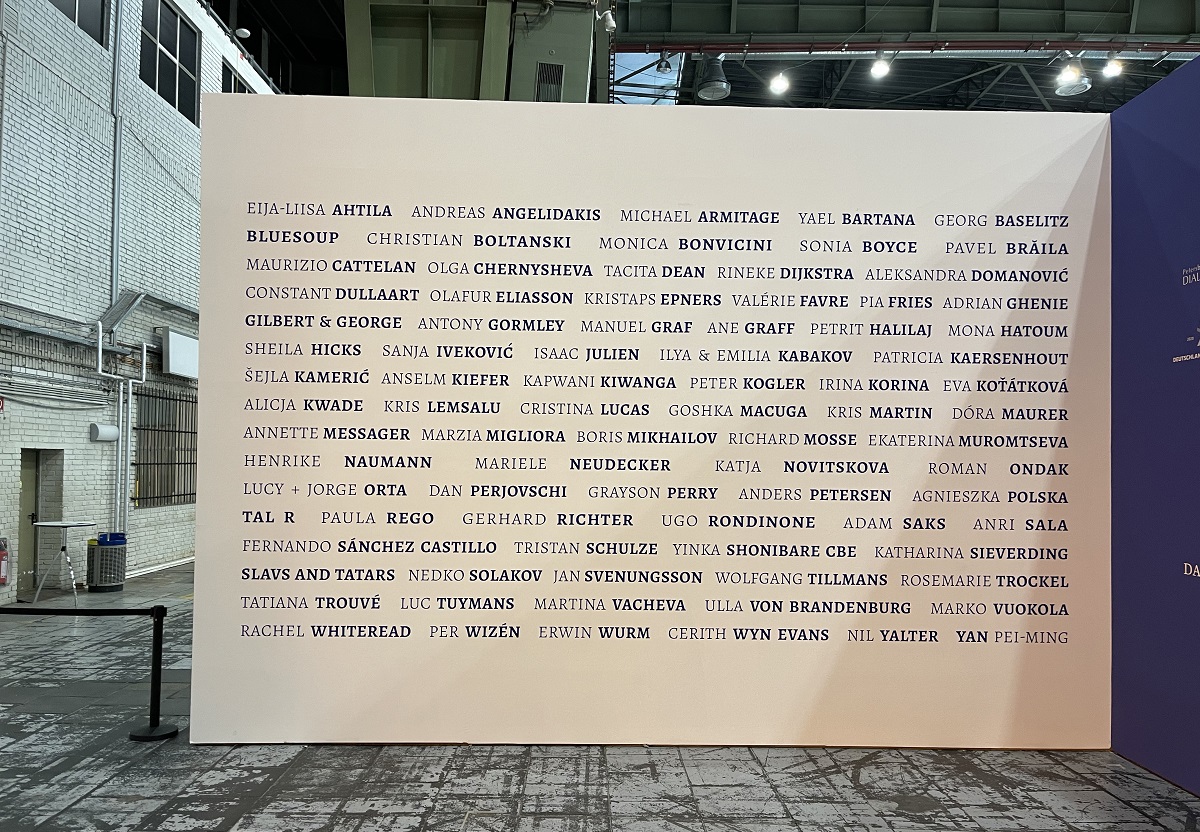 EIJA-LIISA AHTILA ANDREAS ANGELIDAKIS MICHAEL ARMITAGE YAEL BARTANA GEORG BASELITZ
BLUESOUP CHRISTIAN BOLTANSKI MONICA BONVICINI SONIA BOYCE PAVEL BRĂILA
MAURIZIO CATTELAN OLGA CHERNYSHEVA TACITA DEAN RINEKE DIJKSTRA ALEKSANDRA DOMANOVIĆ
CONSTANT DULLAART OLAFUR ELIASSON KRISTAPS EPNERS VALÉRIE FAVRE PIA FRIES ADRIAN GHENIE
GILBERT & GEORGE ANTONY GORMLEY MANUEL GRAF ANE GRAFF PETRIT HALILAJ MONA HATOUM
SHEILA HICKS SANJA IVEKOVIĆ ISAAC JULIEN ILYA & EMILIA KABAKOV PATRICIA KAERSENHOUT
ŠEJLA KAMERIĆ ANSELM KIEFER KAPWANI KIWANGA PETER KOGLER IRINA KORINA EVA KOŤÁTKOVÁ
ALICJA KWADE KRIS LEMSALU CRISTINA LUCAS GOSHKA MACUGA KRIS MARTIN DÓRA MAURER
ANNETTE MESSAGER MARZIA MIGLIORA BORIS MIKHAILOV RICHARD MOSSE EKATERINA MUROMTSEVA
HENRIKE NAUMANN MARIELE NEUDECKER KATJA NOVITSKOVA ROMAN ONDAK
LUCY + JORGE ORTA DAN PERJOVSCHI GRAYSON PERRY ANDERS PETERSEN AGNIESZKA POLSKA
TAL R PAULA REGO GERHARD RICHTER UGO RONDINONE ADAM SAKS ANRI SALA
FERNANDO SÁNCHEZ CASTILLO TRISTAN SCHULZE YINKA SHONIBARE CBE KATHARINA SIEVERDING
SLAVS AND TATARS NEDKO SOLAKOV JAN SVENUNGSSON WOLFGANG TILLMANS ROSEMARIE TROCKEL
TATIANA TROUVÉ LUC TUYMANS MARTINA VACHEVA ULLA VON BRANDENBURG MARKO VUOKOLA
RACHEL WHITEREAD PER WIZÉN ERWIN WURM CERITH WYN EVANS NIL YALTER YAN PEI-MING